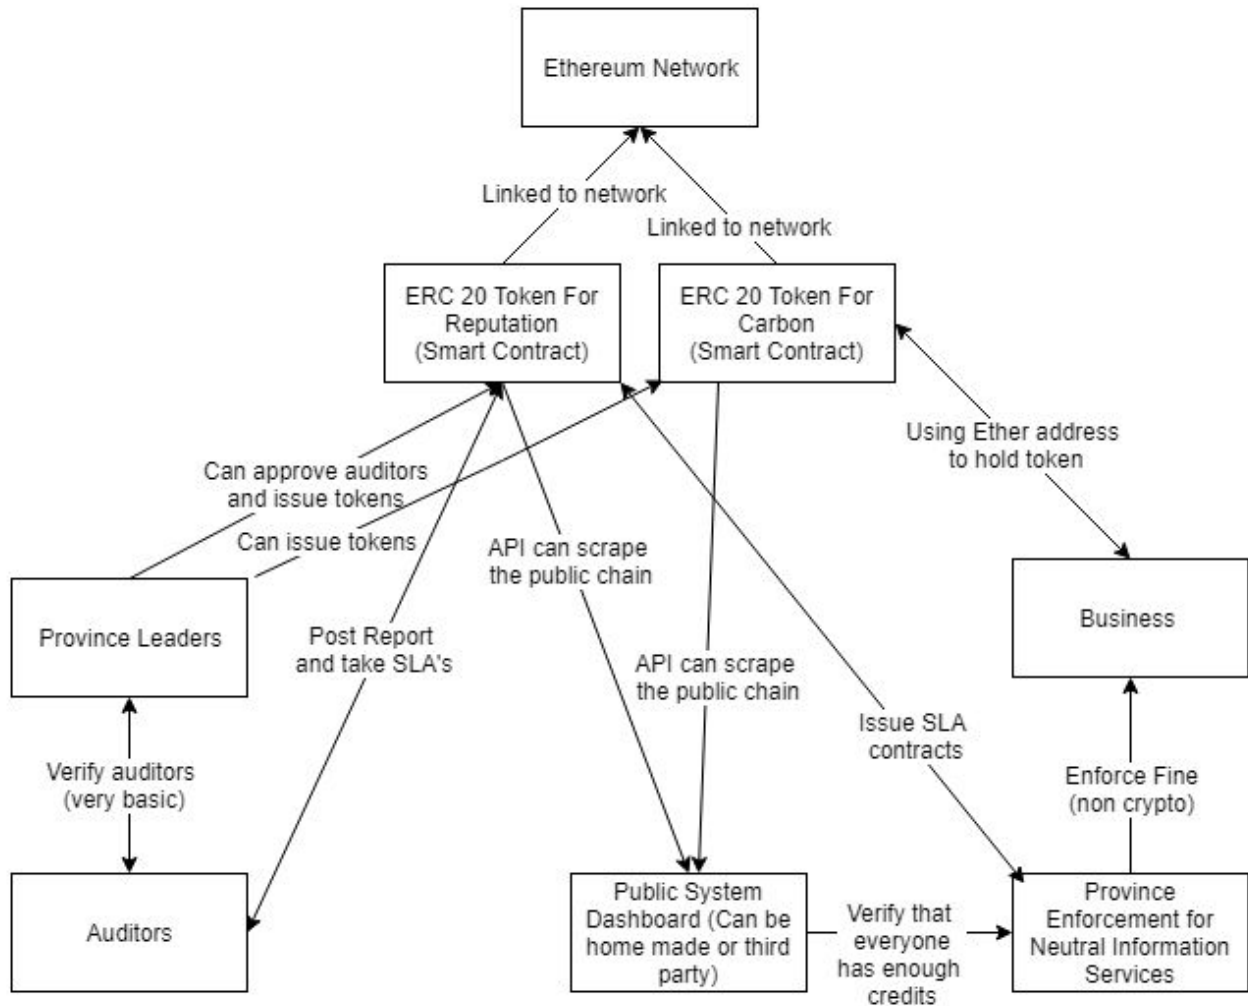 Ethereum Network
Linked to network
Linked to network
ERC 20 Token For
Reputation
(Smart Contract)
ERC 20 Token For
Carbon
(Smart Contract)
Using Ether address
to hold token
Can approve auditors
and issue tokens
Can issue tokens
API can scrape
the public chain
Province Leaders
Post Report
and take SLA's
API can scrape
the public chain
Business
Issue SLA
contracts
Verify auditors
(very basic)
Enforce Fine
(non crypto)
Auditors
Public System
Dashboard (Can be
home made or third
party)
Verify that
everyone
has enough
credits
Province
Enforcement for
Neutral Information
Services